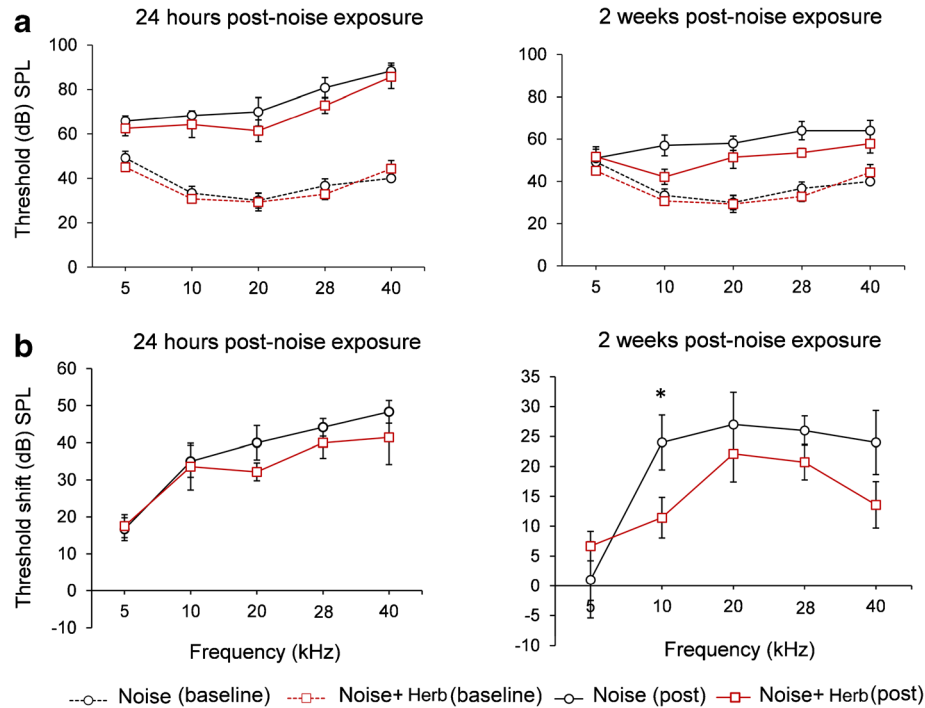 a
24 hours post-noise exposure
2 weeks post-noise exposure
Threshold (dB) SPL
100
80
60
40
20
0
5 10 20 28 40
100
80
60
40
20
0
5 10 20 28 40
b
24 hours post-noise exposure
2 weeks post-noise exposure
Threshold shift (dB) SPL
60
50
40
30
20
10
0
-10
5 10 20 28 40
Frequency (kHz)
35
30
25
20
15
10
5
0
-5
-10
*
5 10 20 28 40
Frequency (kHz)
Noise (baseline) Noise+ Herb (baseline) Noise (post) Noise+ Herb (post)